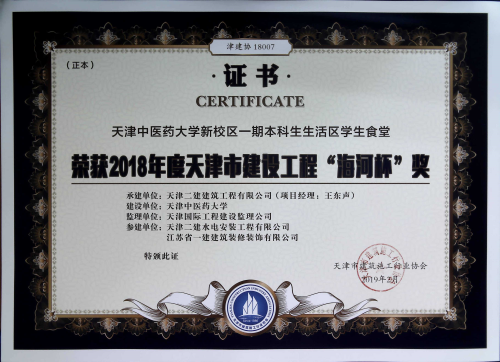 津建协 18007
（正本）
·证书·
CERTIFICATE
天津中医药大学新校区一期本科生生活区学生食堂
荣获2018年度天津市建设工程“海河杯”奖
承建单位：天津二建建筑工程有限公司（项目经理：王东声）
建设单位：天津中医药大学
监理单位：天津国际工程建设监理公司
参建单位：天津二建水电安装工程有限公司
江苏省一建建筑装修装饰有限公司
特颁此证
天津市建筑施工行业协会
2019年